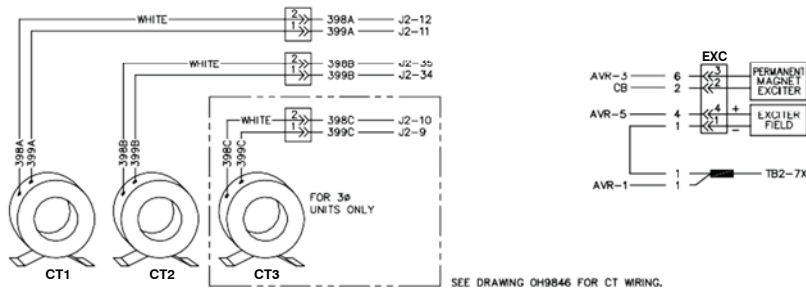 WHITE 2 398A J2-12
1 399A J2-11
WHITE 2 398B J2-35
1 399B J2-34
WHITE 2 398C J2-10
1 399C J2-9
398A
399A
398B
399B
398C
399C
FOR 3ø
UNITS ONLY
CT1
CT2
CT3
SEE DRAWING OH9846 FOR CT WIRING.
EXC
AVR-3 6 3
CB 2 2
PERMANENT
MAGNET
EXCITER
AVR-5 4 4 +
1 1 −
EXCITER
FIELD
1 TB2-7X
AVR-1 1